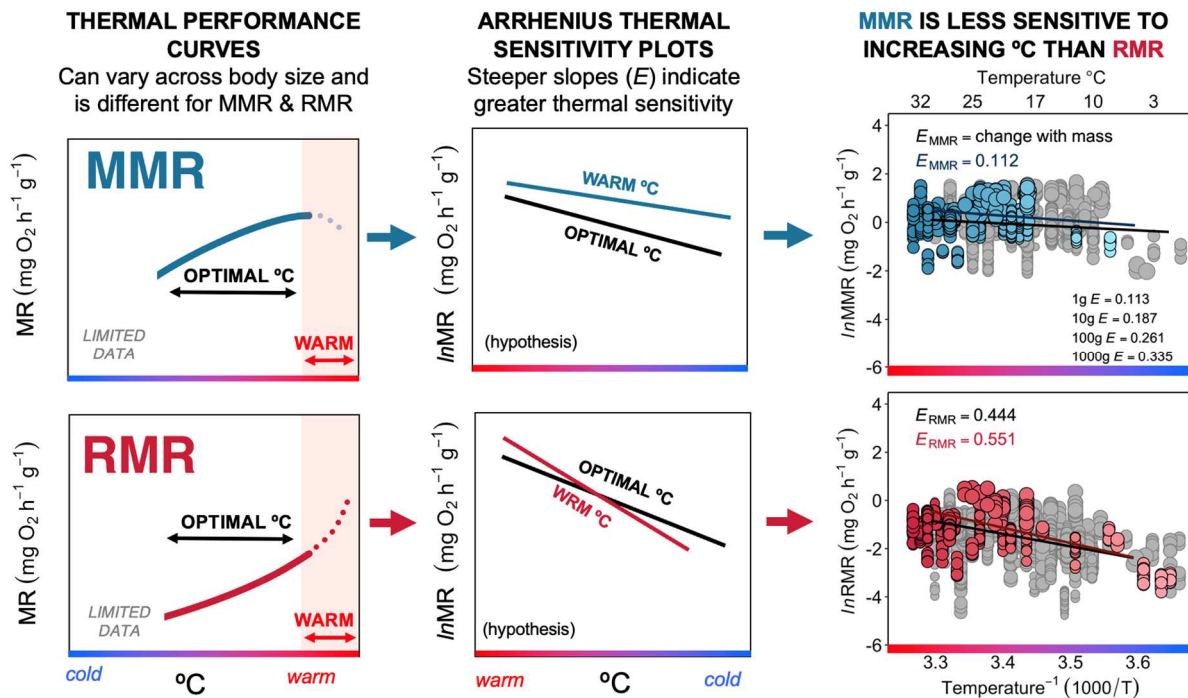 THERMAL PERFORMANCE
CURVES
Can vary across body size and
is different for MMR & RMR
MR (mg O₂ h⁻¹ g⁻¹)
MMR
OPTIMAL ºC
LIMITED
DATA
WARM
MR (mg O₂ h⁻¹ g⁻¹)
RMR
OPTIMAL ºC
LIMITED
DATA
WARM
cold
ºC
warm
ARRHENIUS THERMAL
SENSITIVITY PLOTS
Steeper slopes (E) indicate
greater thermal sensitivity
lnMR (mg O₂ h⁻¹ g⁻¹)
WARM ºC
OPTIMAL ºC
(hypothesis)
lnMR (mg O₂ h⁻¹ g⁻¹)
OPTIMAL ºC
WRM ºC
(hypothesis)
warm
ºC
cold
MMR IS LESS SENSITIVE TO
INCREASING ºC THAN RMR
Temperature °C
32 25 17 10 3
lnMMR (mg O₂ h⁻¹ g⁻¹)
4
2
0
-2
-4
-6
E MMR = change with mass
E MMR = 0.112
1g E = 0.113
10g E = 0.187
100g E = 0.261
1000g E = 0.335
lnRMR (mg O₂ h⁻¹ g⁻¹)
4
2
0
-2
-4
-6
E RMR = 0.444
E RMR = 0.551
3.3 3.4 3.5 3.6
Temperature⁻¹ (1000/T)